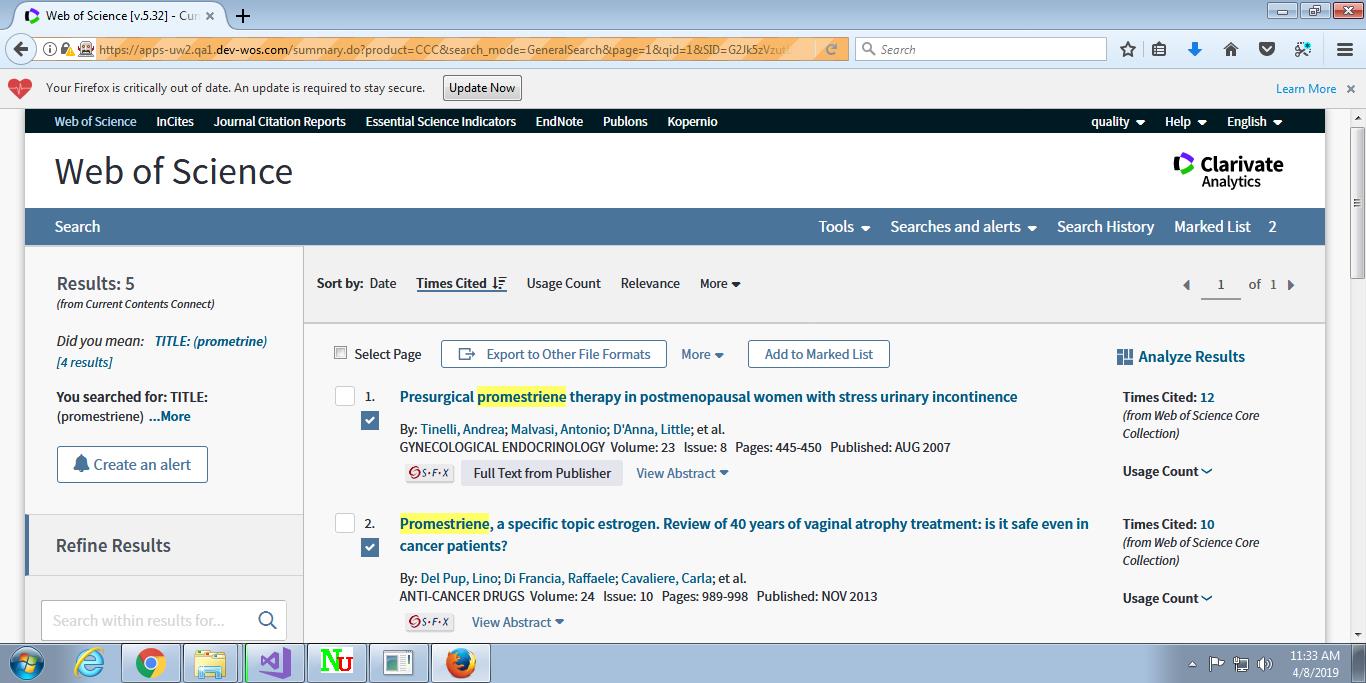 Web of Science [v.5.32] - Cur
https://apps-uw2.qa1.dev-wos.com/summary.do?product=CCC&search_mode=GeneralSearch&page=1&qid=1&SID=G2Jk5zVzut
Search
Your Firefox is critically out of date. An update is required to stay secure.
Update Now
Learn More
Web of Science InCites Journal Citation Reports Essential Science Indicators EndNote Publons Kopernio
quality Help English
Web of Science
Clarivate
Analytics
Search
Tools Searches and alerts Search History Marked List 2
Results: 5
(from Current Contents Connect)
Did you mean: TITLE: (prometrine)
[4 results]
You searched for: TITLE:
(promestriene) ...More
Create an alert
Refine Results
Search within results for...
Sort by: Date Times Cited Usage Count Relevance More
1 of 1
Select Page Export to Other File Formats More Add to Marked List
Analyze Results
1. Presurgical promestriene therapy in postmenopausal women with stress urinary incontinence
By: Tinelli, Andrea; Malvasi, Antonio; D'Anna, Little; et al.
GYNECOLOGICAL ENDOCRINOLOGY Volume: 23 Issue: 8 Pages: 445-450 Published: AUG 2007
S·F·X Full Text from Publisher View Abstract
Times Cited: 12
(from Web of Science Core
Collection)
Usage Count
2. Promestriene, a specific topic estrogen. Review of 40 years of vaginal atrophy treatment: is it safe even in
cancer patients?
By: Del Pup, Lino; Di Francia, Raffaele; Cavaliere, Carla; et al.
ANTI-CANCER DRUGS Volume: 24 Issue: 10 Pages: 989-998 Published: NOV 2013
S·F·X View Abstract
Times Cited: 10
(from Web of Science Core
Collection)
Usage Count
Nu
11:33 AM
4/8/2019